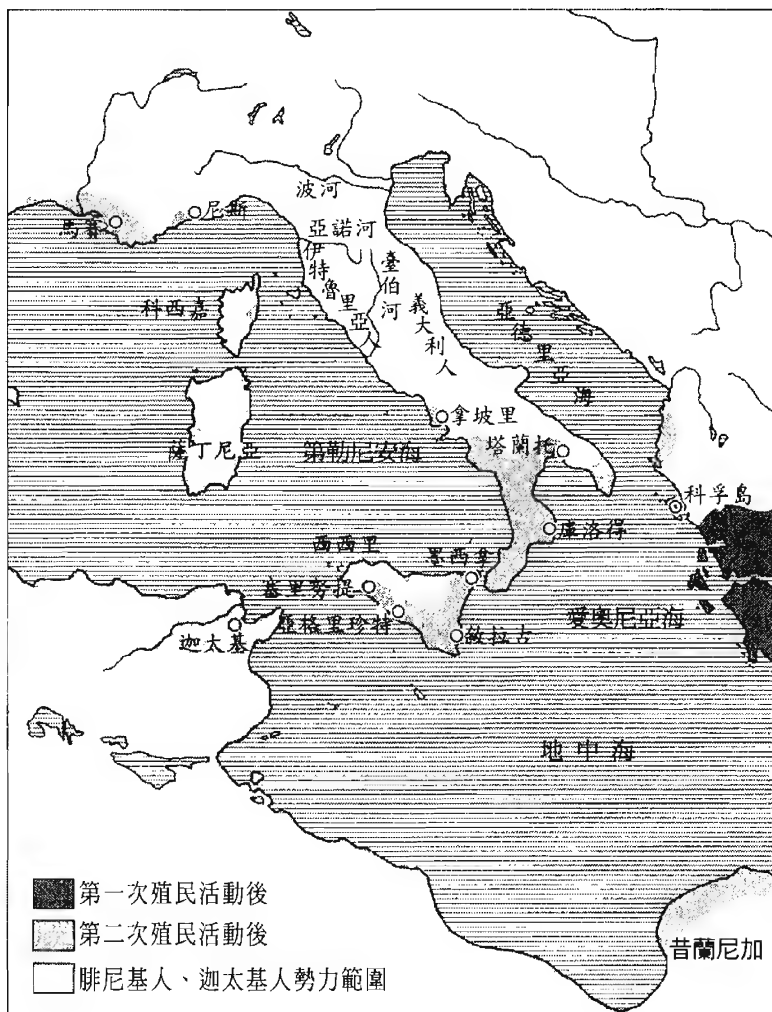 波河
尼斯
馬賽
亞諾河
伊特魯里亞
臺伯河
義大利人
科西嘉
亞德里亞海
拿坡里
塔蘭托
薩丁尼亞
第勒尼安海
科孚島
庫洛得
西西里
墨西拿
塞里努提
亞格里珍特
愛奧尼亞海
敘拉古
迦太基
地中海
第一次殖民活動後
第二次殖民活動後
腓尼基人、迦太基人勢力範圍
昔蘭尼加